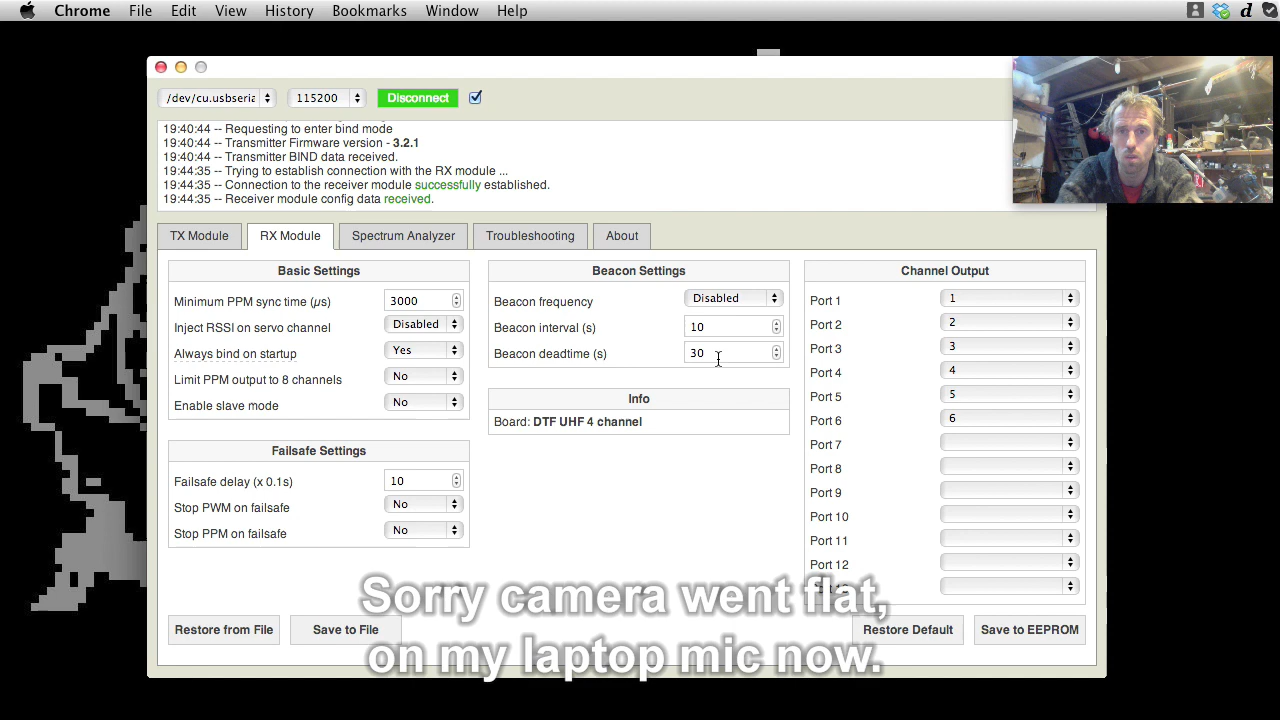 Chrome File Edit View History Bookmarks Window Help
/dev/cu.usbseria 115200 Disconnect
19:40:44 -- Requesting to enter bind mode
19:40:44 -- Transmitter Firmware version - 3.2.1
19:40:44 -- Transmitter BIND data received.
19:44:35 -- Trying to establish connection with the RX module ...
19:44:35 -- Connection to the receiver module successfully established.
19:44:35 -- Receiver module config data received.
TX Module RX Module Spectrum Analyzer Troubleshooting About
Basic Settings
Minimum PPM sync time (µs) 3000
Inject RSSI on servo channel Disabled
Always bind on startup Yes
Limit PPM output to 8 channels No
Enable slave mode No
Failsafe Settings
Failsafe delay (x 0.1s) 10
Stop PWM on failsafe No
Stop PPM on failsafe No
Beacon Settings
Beacon frequency Disabled
Beacon interval (s) 10
Beacon deadtime (s) 30
Info
Board: DTF UHF 4 channel
Channel Output
Port 1 1
Port 2 2
Port 3 3
Port 4 4
Port 5 5
Port 6 6
Port 7
Port 8
Port 9
Port 10
Port 11
Port 12
Sorry camera went flat,
on my laptop mic now.
Restore from File Save to File Restore Default Save to EEPROM